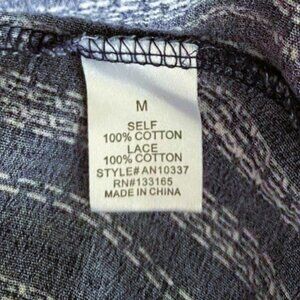 M
SELF
100% COTTON
LACE
100% COTTON
STYLE# AN10337
RN#133165
MADE IN CHINA